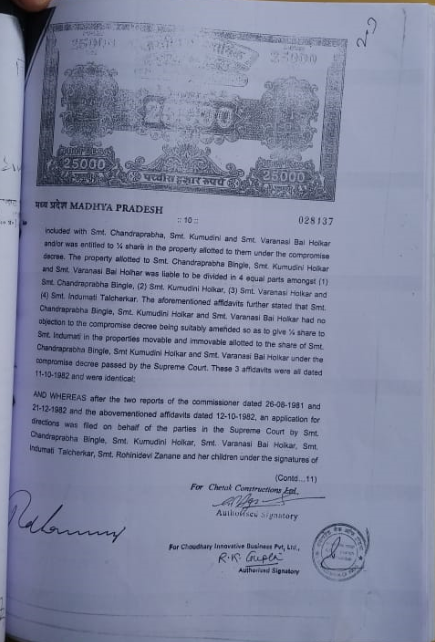 25000
25000
25000
पच्चीस हजार रूपये
25000
मध्य प्रदेश MADHYA PRADESH
:: 10 ::
028137
included with Smt. Chandraprabha, Smt. Kumudini and Smt. Varanasi Bai Holkar
and/or was entitled to ¼ share in the property allotted to them under the compromise
decree. The property allotted to Smt. Chandraprabha Bingle, Smt. Kumudini Holkar
and Smt. Varanasi Bai Holhar was liable to be divided in 4 equal parts amongst (1)
Smt. Chandraprabha Bingle, (2) Smt. Kumudini Holkar, (3) Smt. Varanasi Holkar and
(4) Smt. Indumati Talcherkar. The aforementioned affidavits further stated that Smt.
Chandraprabha Bingle, Smt. Kumudini Holkar and Smt. Varanasi Bai Holkar had no
objection to the compromise decree being suitably amended so as to give ¼ share to
Smt. Indumati in the properties movable and immovable allotted to the share of Smt.
Chandraprabha Bingle, Smt Kumudini Holkar and Smt. Varanasi Bai Holkar under the
compromise decree passed by the Supreme Court. These 3 affidavits were all dated
11-10-1982 and were identical;
AND WHEREAS after the two reports of the commissioner dated 26-06-1981 and
21-12-1982 and the abovementioned affidavits dated 12-10-1982, an application for
directions was filed on behalf of the parties in the Supreme Court by Smt.
Chandraprabha Bingle, Smt. Kumudini Holkar, Smt. Varanasi Bai Holkar, Smt.
Indumati Talcherkar, Smt. Rohinidevi Zanane and her children under the signatures of
(Contd...11)
For Chetak Constructions Ltd.
Authorised Signatory
For Choudhary Innovative Business Pvt. Ltd.,
R.K. Gupta
Authorised Signatory